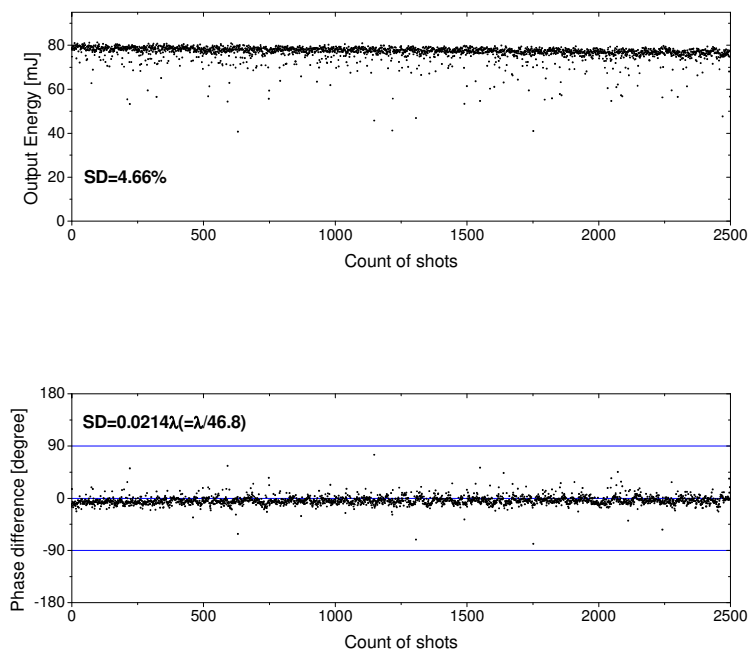 100
80
60
40
20
0
Output Energy [mJ]
SD=4.66%
0 500 1000 1500 2000 2500
Count of shots
180
90
0
-90
-180
Phase difference [degree]
SD=0.0214λ(=λ/46.8)
0 500 1000 1500 2000 2500
Count of shots